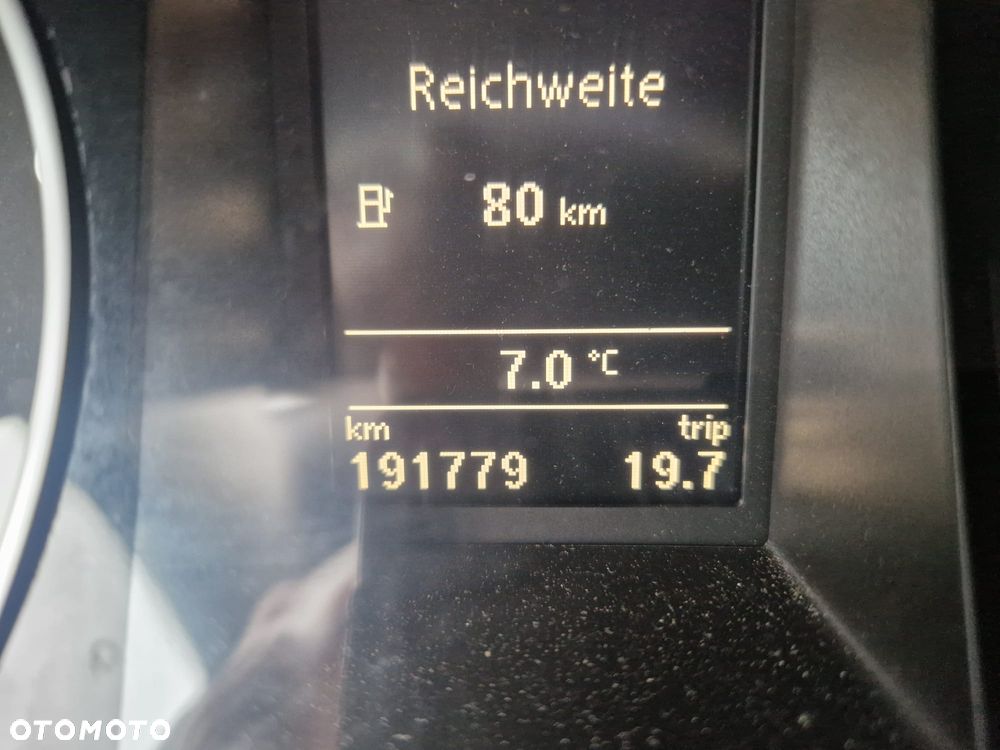 Reichweite
80 km
7.0 °C
km trip
191779 19.7
OTOMOTO